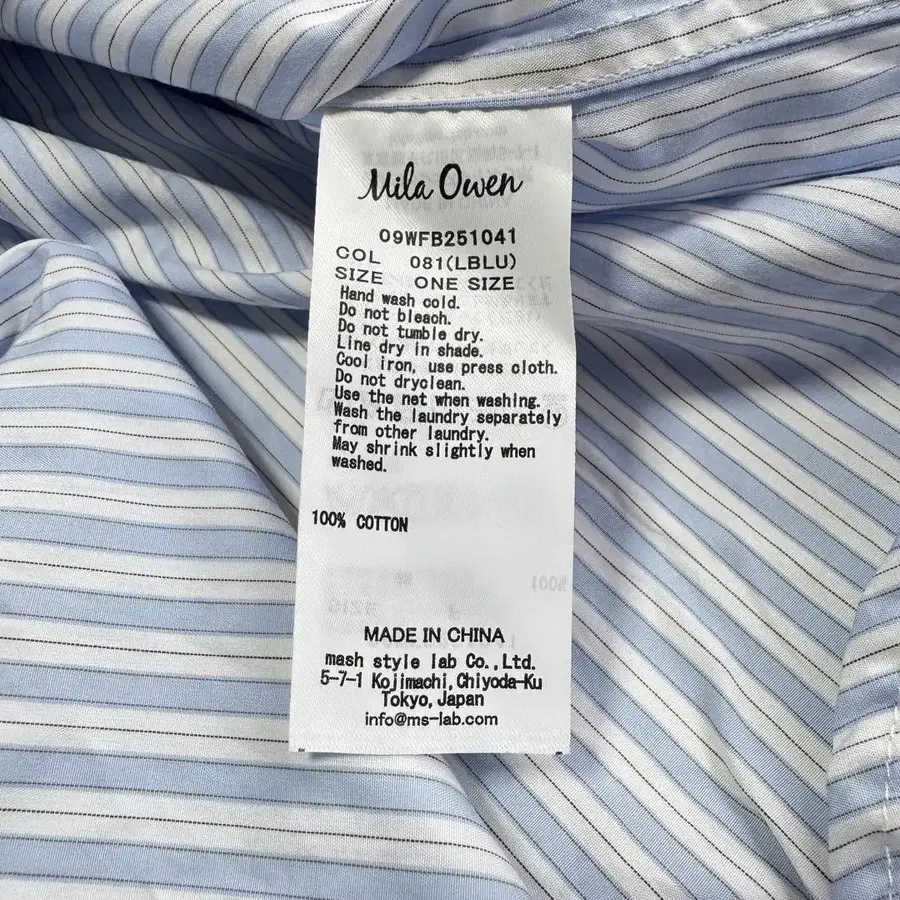 Mila Owen
09WFB251041
COL 081(LBLU)
SIZE ONE SIZE
Hand wash cold.
Do not bleach.
Do not tumble dry.
Line dry in shade.
Cool iron, use press cloth.
Do not dryclean.
Use the net when washing.
Wash the laundry separately
from other laundry.
May shrink slightly when
washed.
100% COTTON
MADE IN CHINA
mash style lab Co.,Ltd.
5-7-1 Kojimachi,Chiyoda-Ku
Tokyo,Japan
info@ms-lab.com